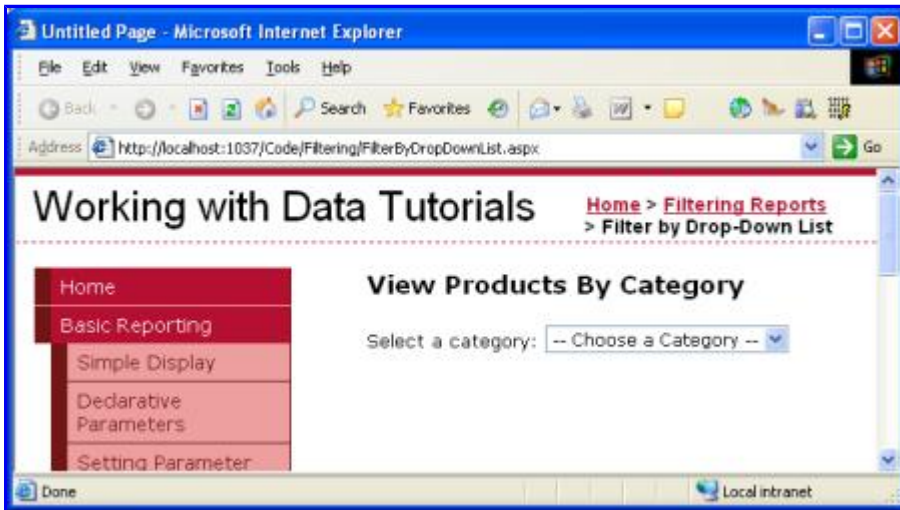 Untitled Page - Microsoft Internet Explorer
File Edit View Favorites Tools Help
Back Search Favorites
Address http://localhost:1037/Code/Filtering/FilterByDropDownList.aspx Go
Working with Data Tutorials
Home > Filtering Reports
> Filter by Drop-Down List
Home
Basic Reporting
Simple Display
Declarative
Parameters
Setting Parameter
View Products By Category
Select a category: -- Choose a Category --
Done
Local intranet